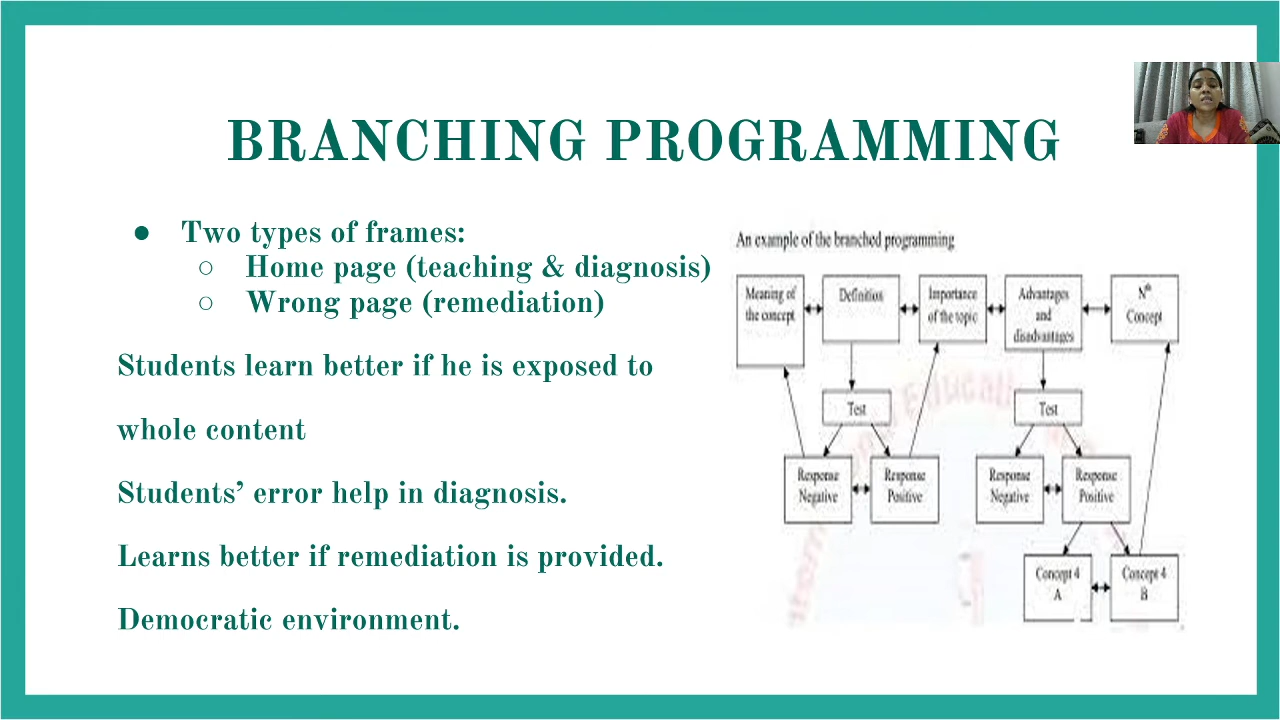 BRANCHING PROGRAMMING
● Two types of frames:
○ Home page (teaching & diagnosis)
○ Wrong page (remediation)
Students learn better if he is exposed to
whole content
Students’ error help in diagnosis.
Learns better if remediation is provided.
Democratic environment.
An example of the branched programming
Meaning of
the concept
Definition
Importance
of the topic
Advantages
and
disadvantages
Nth
Concept
Test
Test
Response
Negative
Response
Positive
Response
Negative
Response
Positive
Concept 4
A
Concept 4
B